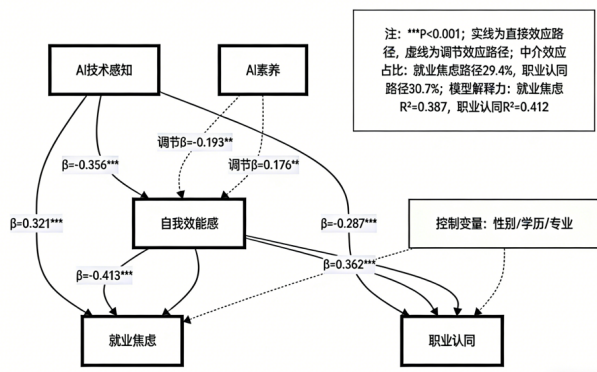 注：***P<0.001；实线为直接效应路
径，虚线为调节效应路径；中介效应
占比：就业焦虑路径29.4%，职业认同
路径30.7%；模型解释力：就业焦虑
R²=0.387，职业认同R²=0.412
AI技术感知
AI素养
调节β=-0.193**
β=-0.356***
调节β=0.176**
β=0.321***
自我效能感
β=-0.287***
控制变量：性别/学历/专业
β=0.362***
β=-0.413***
就业焦虑
职业认同